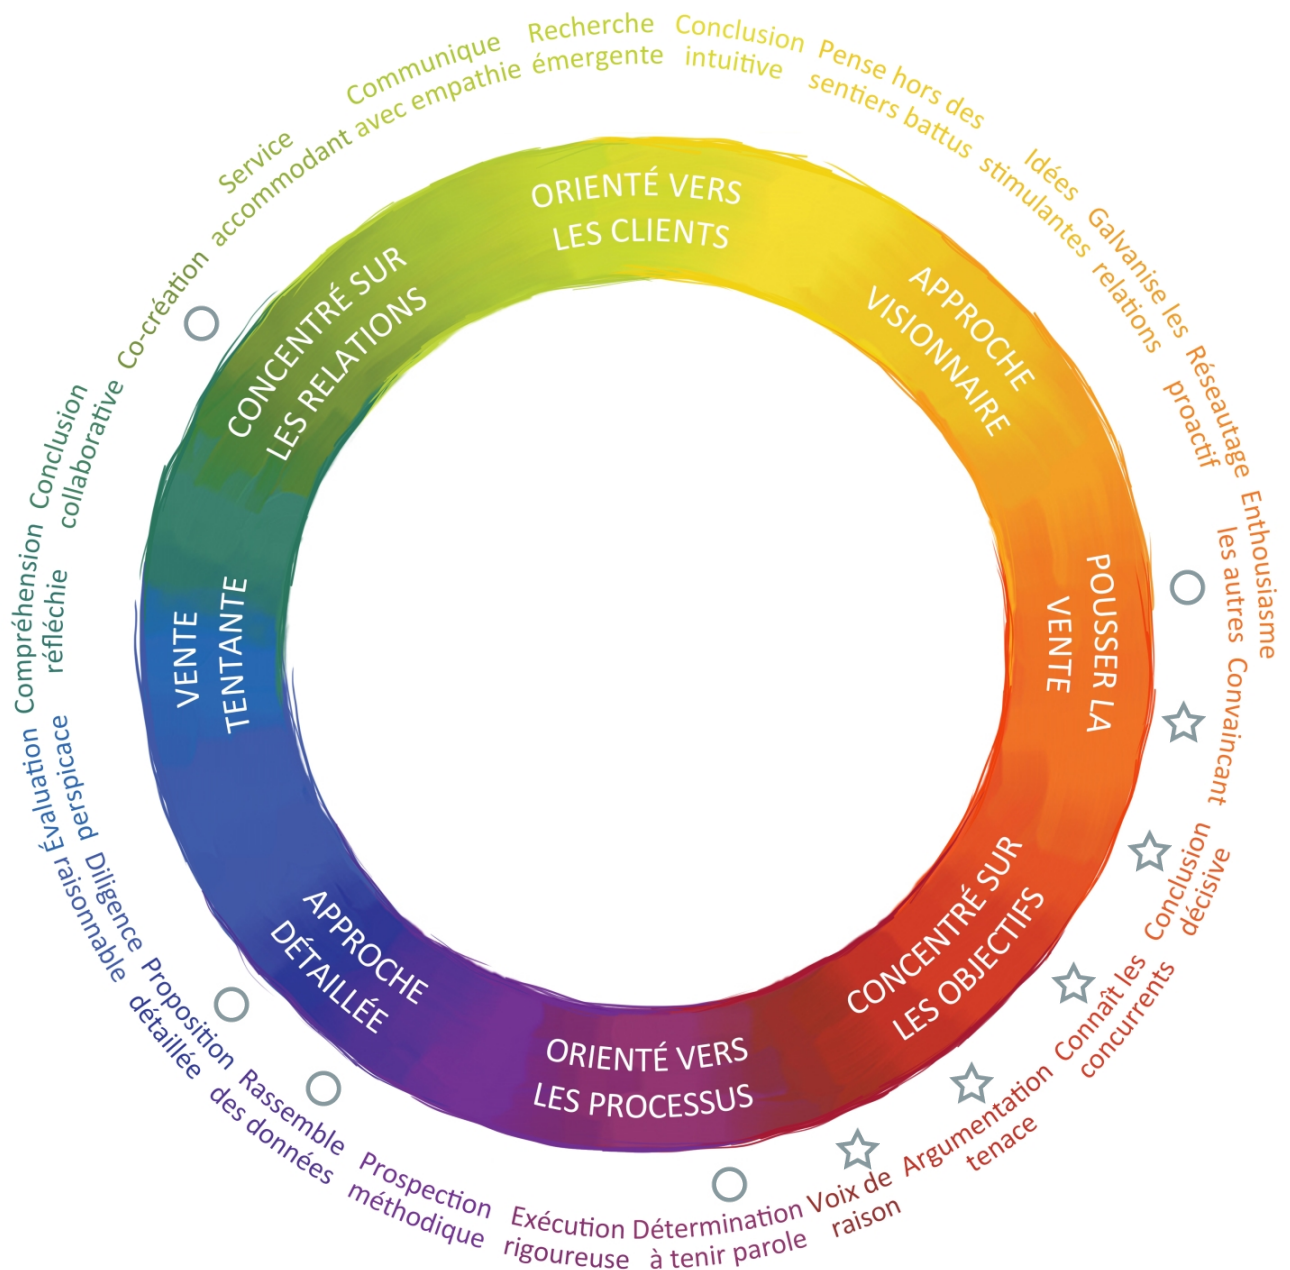 Recherche
émergente
Conclusion
intuitive
Pense hors des
sentiers battus
Idées
stimulantes
Galvanise les
relations
Réseautage
proactif
Enthousiasme
les autres
Convaincant
Conclusion
décisive
Connaît les
concurrents
Argumentation
tenace
Voix de
raison
Détermination
à tenir parole
Exécution
rigoureuse
Prospection
méthodique
Rassemble
des données
Proposition
détaillée
Diligence
raisonnable
Évaluation
perspicace
Compréhension
réfléchie
Conclusion
collaborative
Co-création
Service
accommodant
Communique
avec empathie
ORIENTÉ VERS
LES CLIENTS
APPROCHE
VISIONNAIRE
POUSSER LA
VENTE
CONCENTRÉ SUR
LES OBJECTIFS
ORIENTÉ VERS
LES PROCESSUS
APPROCHE
DÉTAILLÉE
VENTE
TENTANTE
CONCENTRÉ SUR
LES RELATIONS